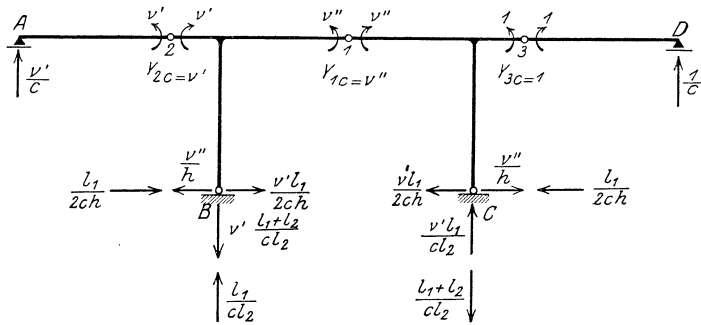 A ν' ν' ν'' ν'' 1 1 D
2 1 3
Y₂c=ν' Y₁c=ν'' Y₃c=1
ν'/c 1/c
l₁/2ch ν''/h ν'l₁/2ch ν'l₁/2ch ν''/h l₁/2ch
B C
ν' l₁+l₂/cl₂ ν'l₁/cl₂
l₁/cl₂ l₁+l₂/cl₂